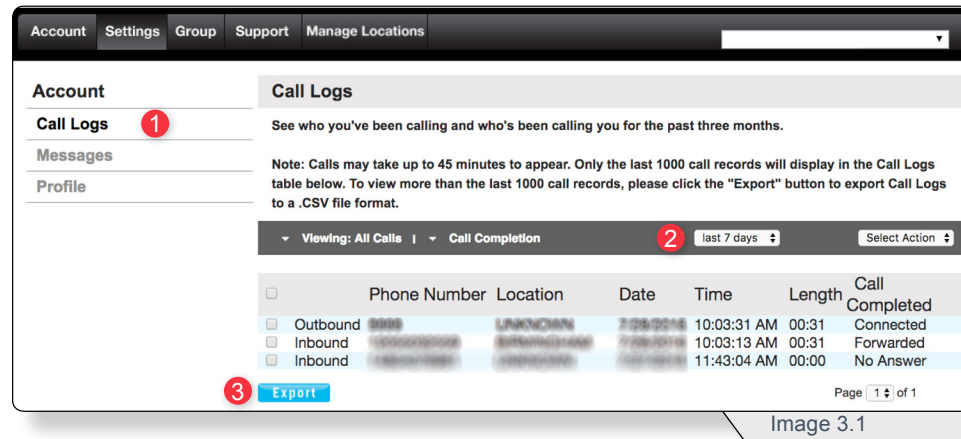 Account Settings Group Support Manage Locations
Account
Call Logs 1
Messages
Profile
Call Logs
See who you've been calling and who's been calling you for the past three months.
Note: Calls may take up to 45 minutes to appear. Only the last 1000 call records will display in the Call Logs
table below. To view more than the last 1000 call records, please click the "Export" button to export Call Logs
to a .CSV file format.
Viewing: All Calls | Call Completion 2 last 7 days Select Action
Phone Number Location Date Time Length Call Completed
Outbound 10:03:31 AM 00:31 Connected
Inbound 10:03:13 AM 00:31 Forwarded
Inbound 11:43:04 AM 00:00 No Answer
3 Export Page 1 of 1
Image 3.1